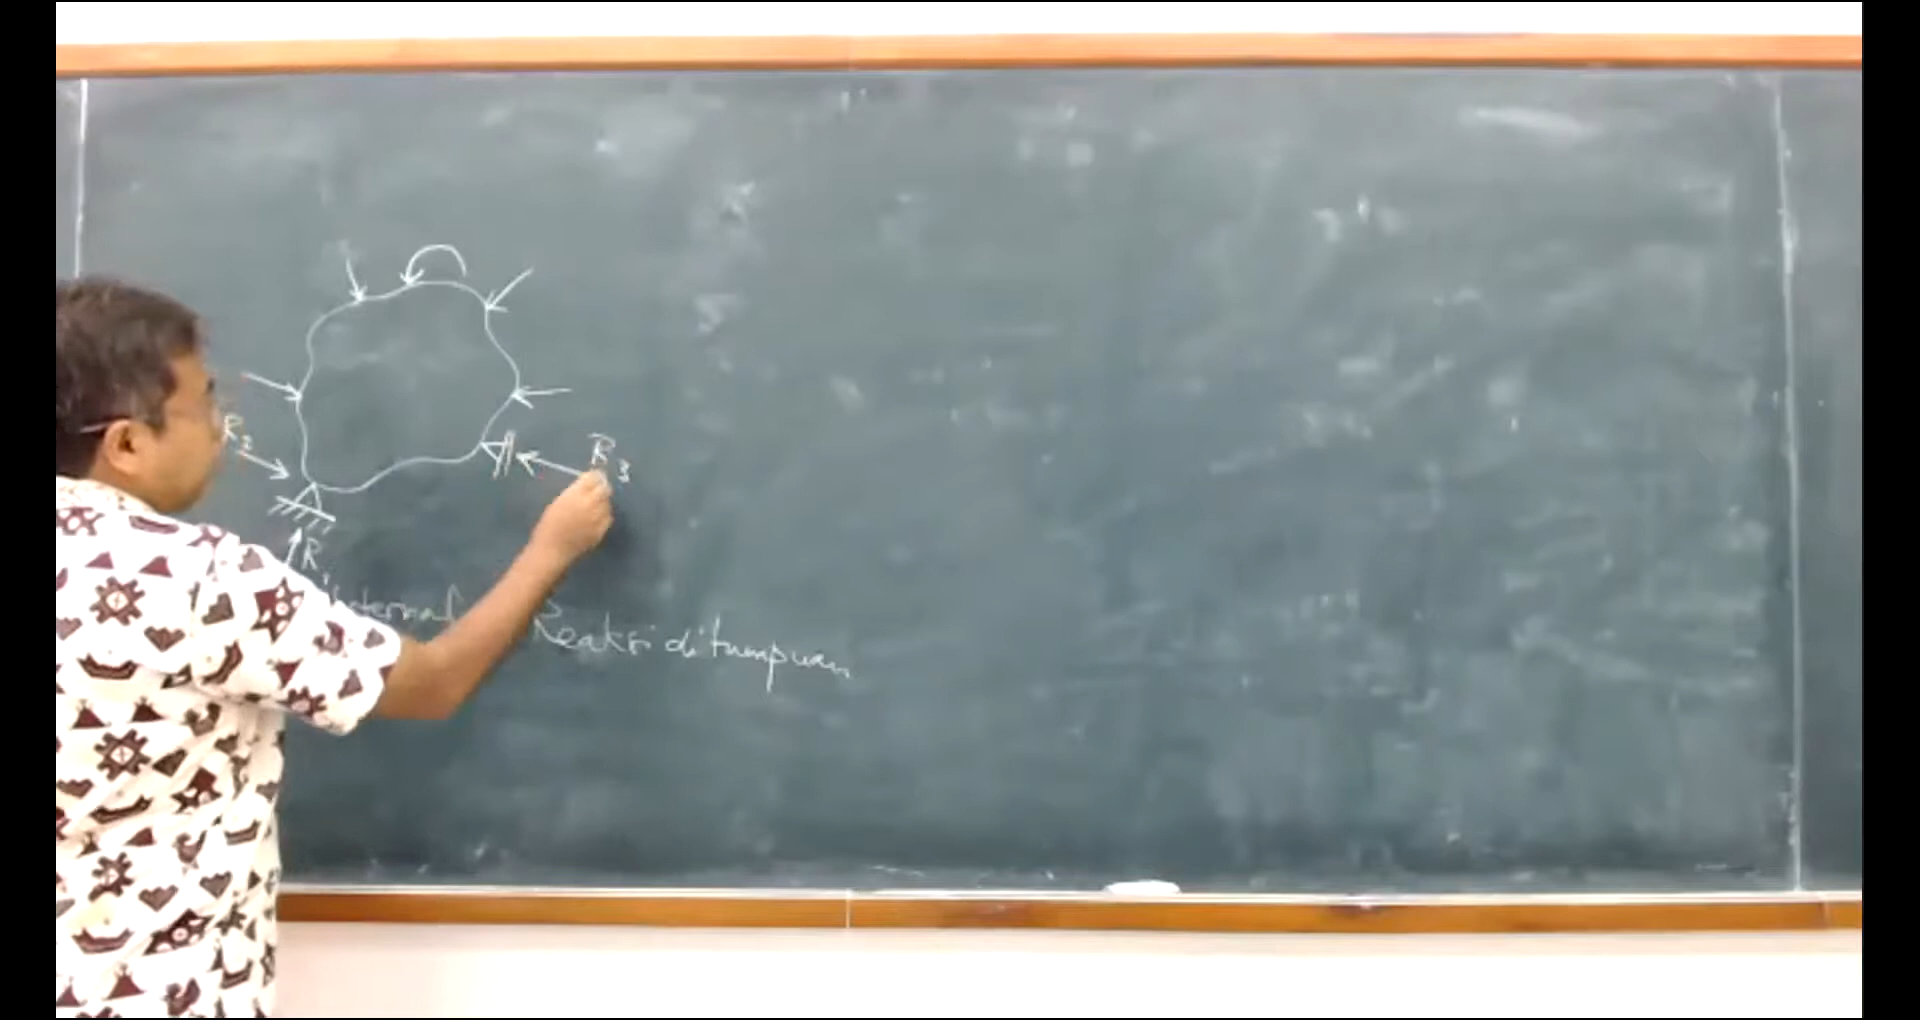 R₂
R₃
R₁
Reaksi di tumpuan